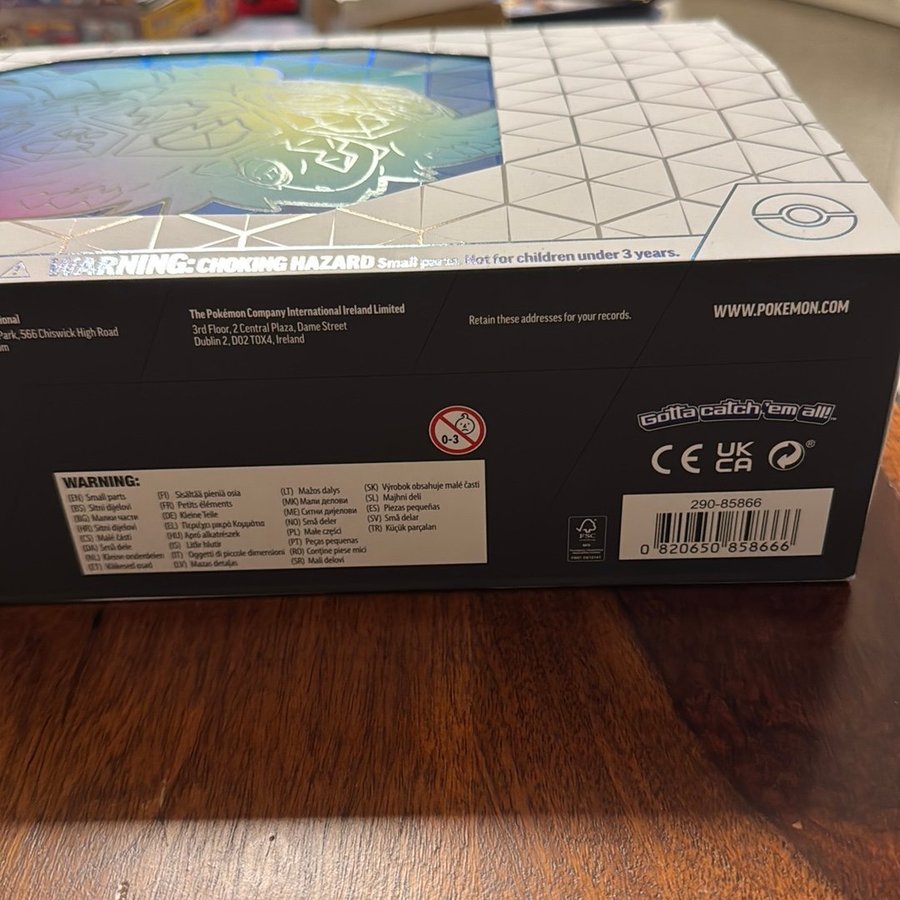 WARNING: CHOKING HAZARD Small parts. Not for children under 3 years.
onal
Park, 566 Chiswick High Road
m
The Pokémon Company International Ireland Limited
3rd Floor, 2 Central Plaza, Dame Street
Dublin 2, D02 T0X4, Ireland
Retain these addresses for your records.
WWW.POKEMON.COM
0-3
Gotta catch 'em all!™
CE UK CA ®
WARNING:
(EN) Small parts
(BS) Sitni dijelovi
(BG) Малки части
(HR) Sitni dijelovi
(CS) Malé části
(DA) Små dele
(NL) Kleine onderdelen
(ET) Väikesed osad
(FI) Sisältää pieniä osia
(FR) Petits éléments
(DE) Kleine Teile
(EL) Περιέχει μικρά Κομμάτια
(HU) Apró alkatrészek
(IS) Litlir hlutir
(IT) Oggetti di piccole dimensioni
(LV) Mazas detaļas
(LT) Mažos dalys
(MK) Мали делови
(ME) Ситни дијелови
(NO) Små deler
(PL) Małe części
(PT) Peças pequenas
(RO) Conține piese mici
(SR) Mali delovi
(SK) Výrobok obsahuje malé časti
(SL) Majhni deli
(ES) Piezas pequeñas
(SV) Små delar
(TR) Küçük parçaları
FSC
290-85866
0 820650 858666